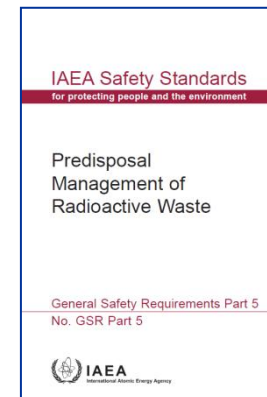 IAEA Safety Standards
for protecting people and the environment
Predisposal
Management of
Radioactive Waste
General Safety Requirements Part 5
No. GSR Part 5
IAEA
International Atomic Energy Agency